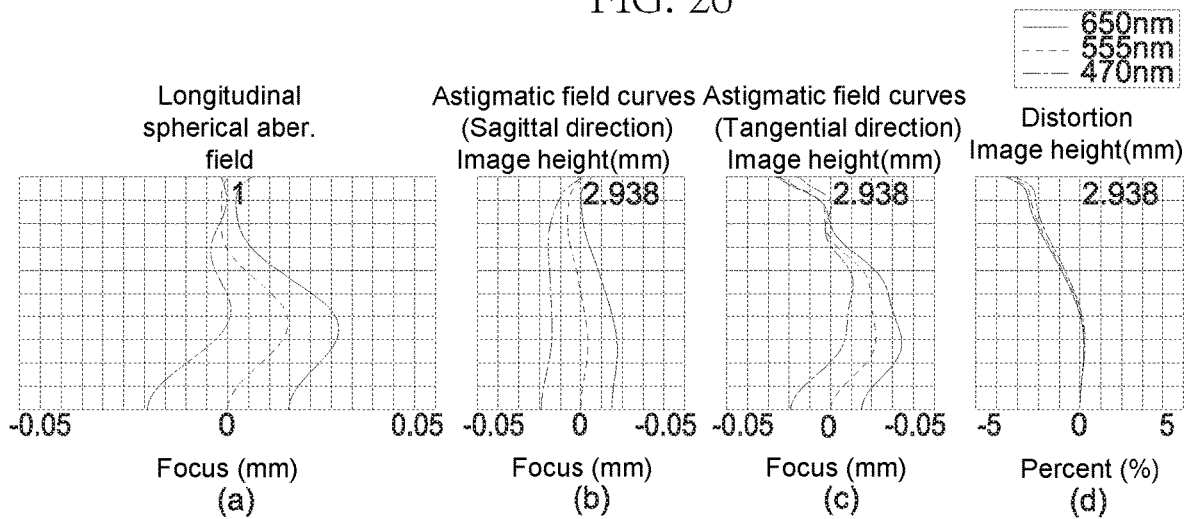 FIG. 26
650nm
555nm
470nm
Longitudinal
spherical aber.
field
Astigmatic field curves
(Sagittal direction)
Image height(mm)
Astigmatic field curves
(Tangential direction)
Image height(mm)
Distortion
Image height(mm)
1
2.938
2.938
2.938
-0.05
0
0.05
-0.05
0
-0.05
0
-0.05
-5
0
5
Focus (mm)
Focus (mm)
Focus (mm)
Percent (%)
(a)
(b)
(c)
(d)